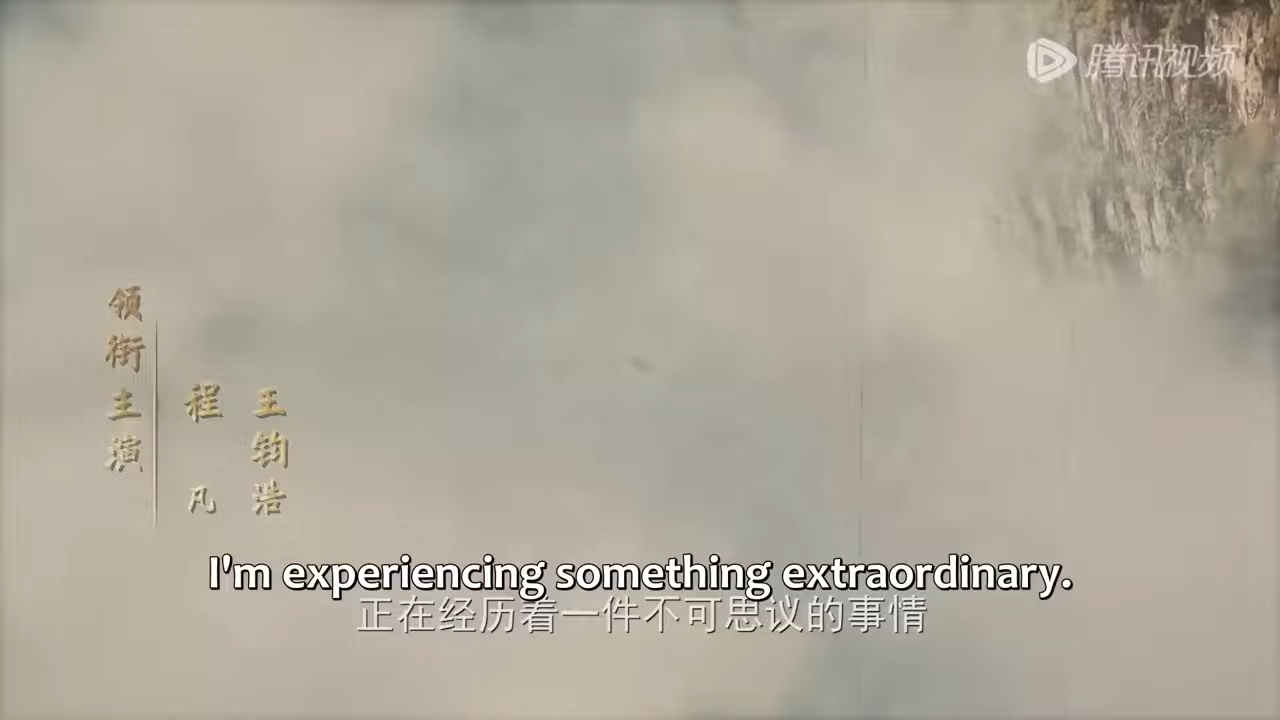 腾讯视频
领衔主演
程凡
王钧浩
I'm experiencing something extraordinary.
正在经历着一件不可思议的事情